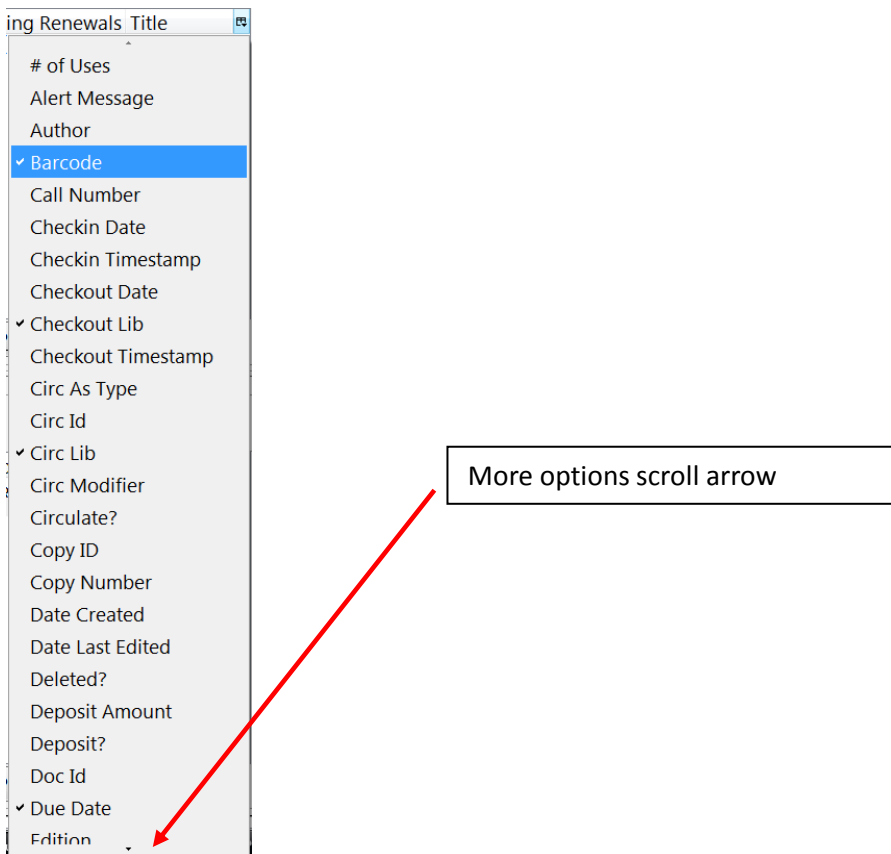 ing Renewals Title
# of Uses
Alert Message
Author
Barcode
Call Number
Checkin Date
Checkin Timestamp
Checkout Date
Checkout Lib
Checkout Timestamp
Circ As Type
Circ Id
Circ Lib
Circ Modifier
Circulate?
Copy ID
Copy Number
Date Created
Date Last Edited
Deleted?
Deposit Amount
Deposit?
Doc Id
Due Date
Edition
More options scroll arrow